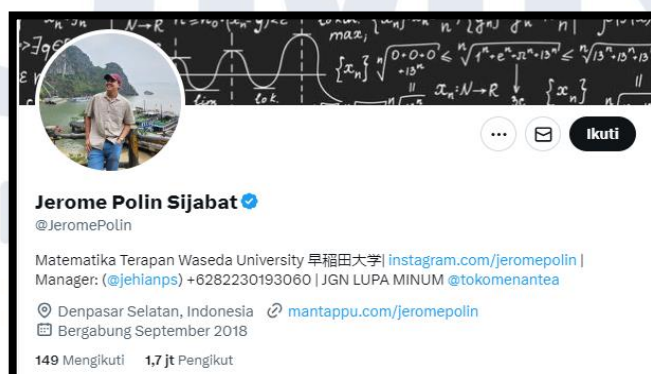 Ikuti
Jerome Polin Sijabat
@JeromePolin
Matematika Terapan Waseda University 早稲田大学| instagram.com/jeromepolin |
Manager: (@jehianps) +6282230193060 | JGN LUPA MINUM @tokomenantea
Denpasar Selatan, Indonesia mantappu.com/jeromepolin
Bergabung September 2018
149 Mengikuti 1,7 jt Pengikut